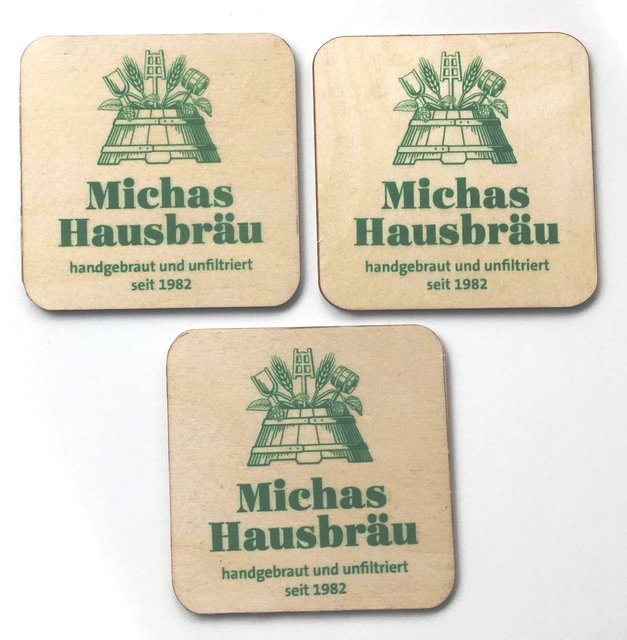 Michas
Hausbräu
handgebraut und unfiltriert
seit 1982
Michas
Hausbräu
handgebraut und unfiltriert
seit 1982
Michas
Hausbräu
handgebraut und unfiltriert
seit 1982